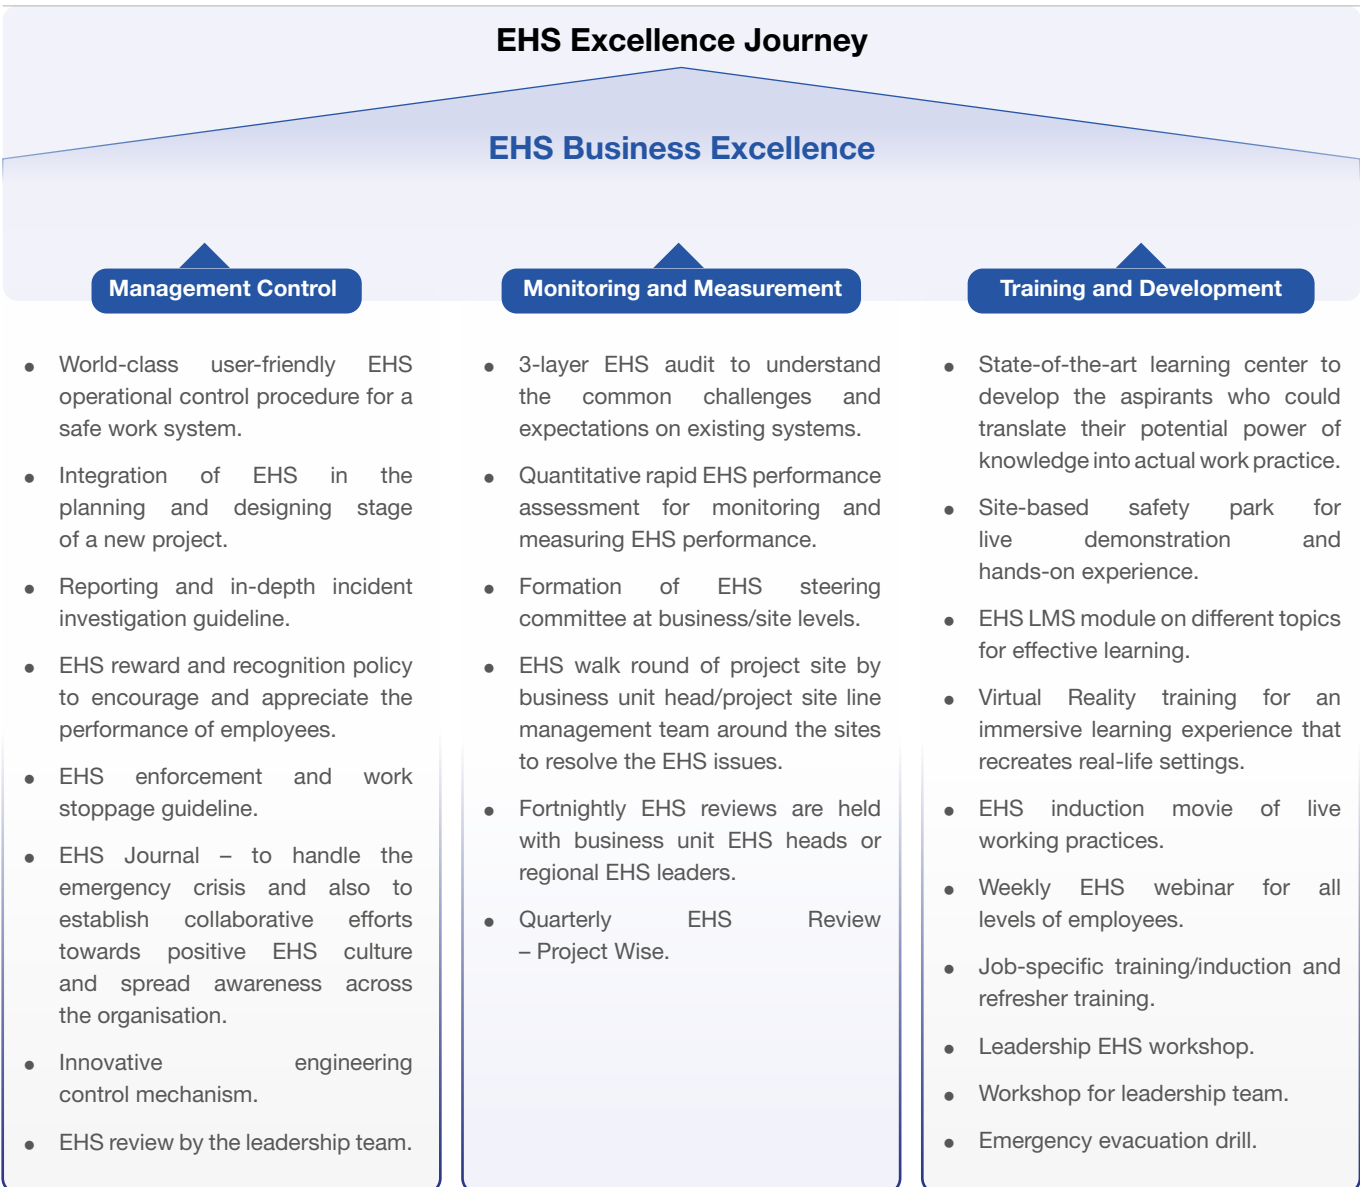 EHS Excellence Journey
EHS Business Excellence
Management Control
● World-class user-friendly EHS
operational control procedure for a
safe work system.
● Integration of EHS in the
planning and designing stage
of a new project.
● Reporting and in-depth incident
investigation guideline.
● EHS reward and recognition policy
to encourage and appreciate the
performance of employees.
● EHS enforcement and work
stoppage guideline.
● EHS Journal – to handle the
emergency crisis and also to
establish collaborative efforts
towards positive EHS culture
and spread awareness across
the organisation.
● Innovative engineering
control mechanism.
● EHS review by the leadership team.
Monitoring and Measurement
● 3-layer EHS audit to understand
the common challenges and
expectations on existing systems.
● Quantitative rapid EHS performance
assessment for monitoring and
measuring EHS performance.
● Formation of EHS steering
committee at business/site levels.
● EHS walk round of project site by
business unit head/project site line
management team around the sites
to resolve the EHS issues.
● Fortnightly EHS reviews are held
with business unit EHS heads or
regional EHS leaders.
● Quarterly EHS Review
– Project Wise.
Training and Development
● State-of-the-art learning center to
develop the aspirants who could
translate their potential power of
knowledge into actual work practice.
● Site-based safety park for
live demonstration and
hands-on experience.
● EHS LMS module on different topics
for effective learning.
● Virtual Reality training for an
immersive learning experience that
recreates real-life settings.
● EHS induction movie of live
working practices.
● Weekly EHS webinar for all
levels of employees.
● Job-specific training/induction and
refresher training.
● Leadership EHS workshop.
● Workshop for leadership team.
● Emergency evacuation drill.